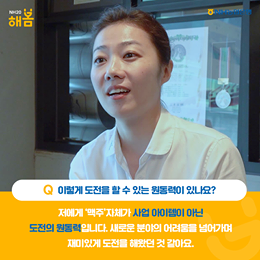 NH20
해봄
Q 이렇게 도전을 할 수 있는 원동력이 있나요?
저에게 '맥주'자체가 사업 아이템이 아닌
도전의 원동력입니다. 새로운 분야의 어려움을 넘어가며
재미있게 도전을 해왔던 것 같아요.